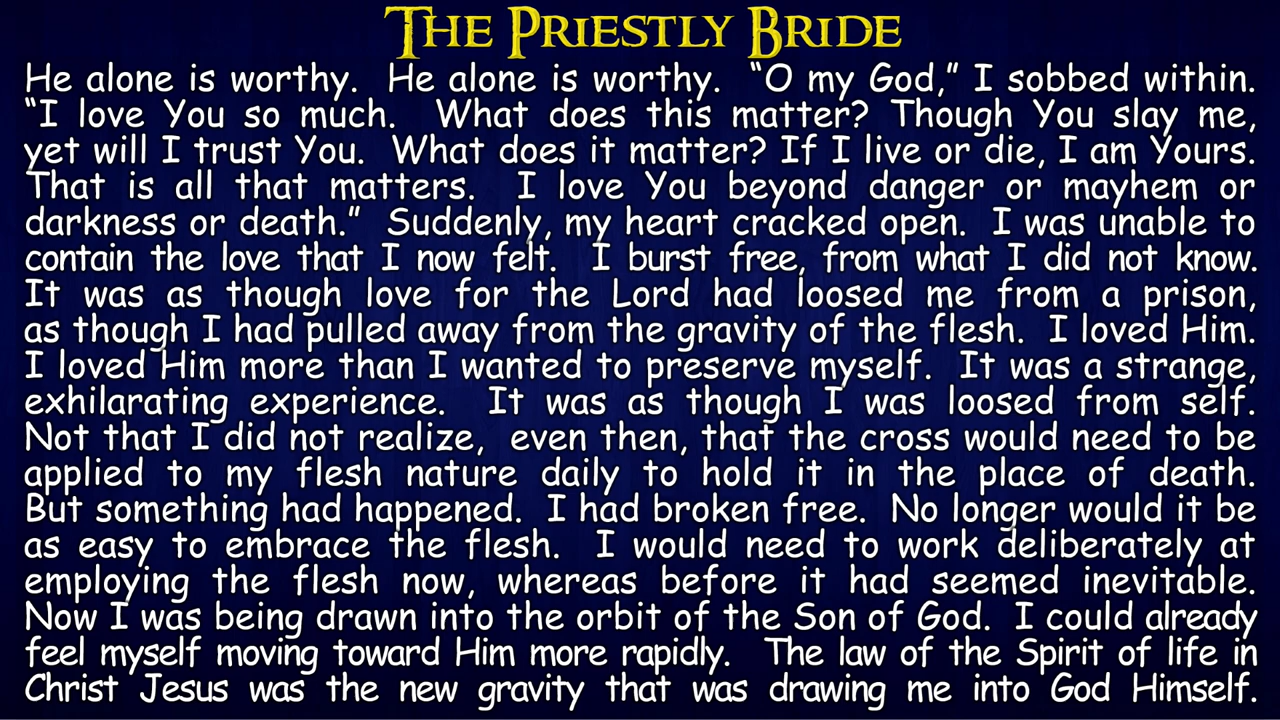 The Priestly Bride
He alone is worthy. He alone is worthy. “O my God,” I sobbed within.
“I love You so much. What does this matter? Though You slay me,
yet will I trust You. What does it matter? If I live or die, I am Yours.
That is all that matters. I love You beyond danger or mayhem or
darkness or death.” Suddenly, my heart cracked open. I was unable to
contain the love that I now felt. I burst free, from what I did not know.
It was as though love for the Lord had loosed me from a prison,
as though I had pulled away from the gravity of the flesh. I loved Him.
I loved Him more than I wanted to preserve myself. It was a strange,
exhilarating experience. It was as though I was loosed from self.
Not that I did not realize, even then, that the cross would need to be
applied to my flesh nature daily to hold it in the place of death.
But something had happened. I had broken free. No longer would it be
as easy to embrace the flesh. I would need to work deliberately at
employing the flesh now, whereas before it had seemed inevitable.
Now I was being drawn into the orbit of the Son of God. I could already
feel myself moving toward Him more rapidly. The law of the Spirit of life in
Christ Jesus was the new gravity that was drawing me into God Himself.